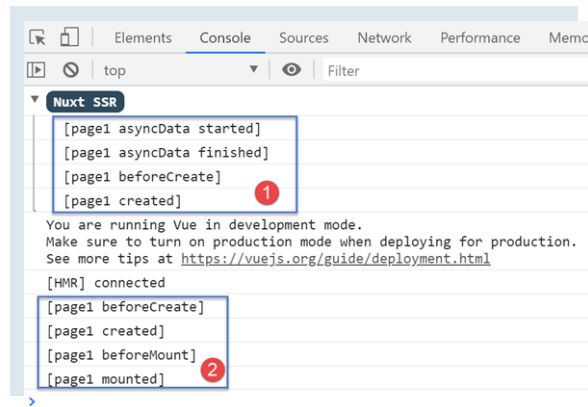 Elements Console Sources Network Performance Memo
top Filter
Nuxt SSR
[page1 asyncData started]
[page1 asyncData finished]
[page1 beforeCreate]
[page1 created]
1
You are running Vue in development mode.
Make sure to turn on production mode when deploying for production.
See more tips at https://vuejs.org/guide/deployment.html
[HMR] connected
[page1 beforeCreate]
[page1 created]
[page1 beforeMount]
[page1 mounted]
2